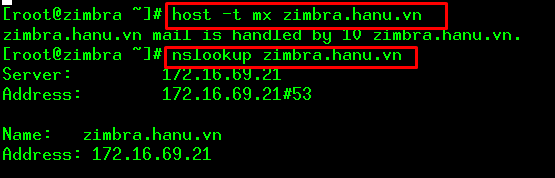 [root@zimbra ~]# host -t mx zimbra.hanu.vn
zimbra.hanu.vn mail is handled by 10 zimbra.hanu.vn.
[root@zimbra ~]# nslookup zimbra.hanu.vn
Server: 172.16.69.21
Address: 172.16.69.21#53
Name: zimbra.hanu.vn
Address: 172.16.69.21